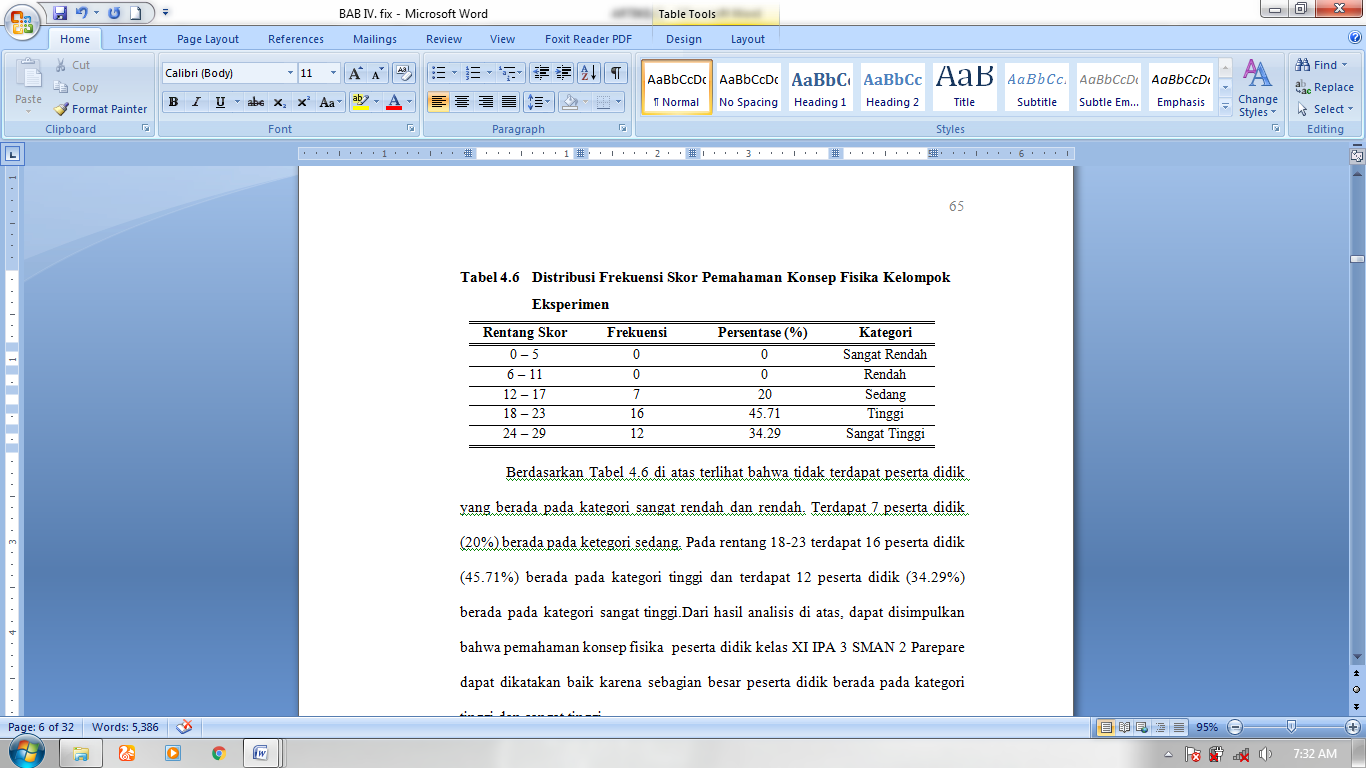 BAB IV. fix - Microsoft Word
Table Tools
Home Insert Page Layout References Mailings Review View Foxit Reader PDF Design Layout
Paste
Cut
Copy
Format Painter
Clipboard
Calibri (Body) 11
Font
Paragraph
AaBbCcDc AaBbCcDc AaBbC AaBbCc AaB AaBbCc. AaBbCcDc AaBbCcDc
¶ Normal No Spacing Heading 1 Heading 2 Title Subtitle Subtle Em... Emphasis
Change Styles
Styles
Find
Replace
Select
Editing
1 1 2 3 6
65
Tabel 4.6 Distribusi Frekuensi Skor Pemahaman Konsep Fisika Kelompok
Eksperimen
Rentang Skor Frekuensi Persentase (%) Kategori
0 – 5 0 0 Sangat Rendah
6 – 11 0 0 Rendah
12 – 17 7 20 Sedang
18 – 23 16 45.71 Tinggi
24 – 29 12 34.29 Sangat Tinggi
Berdasarkan Tabel 4.6 di atas terlihat bahwa tidak terdapat peserta didik
yang berada pada kategori sangat rendah dan rendah. Terdapat 7 peserta didik
(20%) berada pada ketegori sedang. Pada rentang 18-23 terdapat 16 peserta didik
(45.71%) berada pada kategori tinggi dan terdapat 12 peserta didik (34.29%)
berada pada kategori sangat tinggi.Dari hasil analisis di atas, dapat disimpulkan
bahwa pemahaman konsep fisika peserta didik kelas XI IPA 3 SMAN 2 Parepare
dapat dikatakan baik karena sebagian besar peserta didik berada pada kategori
tinggi dan sangat tinggi
Page: 6 of 32 Words: 5,386 95%
7:32 AM